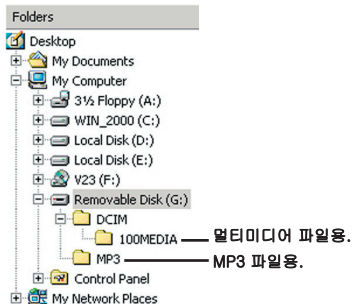 Folders
Desktop
My Documents
My Computer
3½ Floppy (A:)
WIN_2000 (C:)
Local Disk (D:)
Local Disk (E:)
V23 (F:)
Removable Disk (G:)
DCIM
100MEDIA 멀티미디어 파일용.
MP3 MP3 파일용.
Control Panel
My Network Places